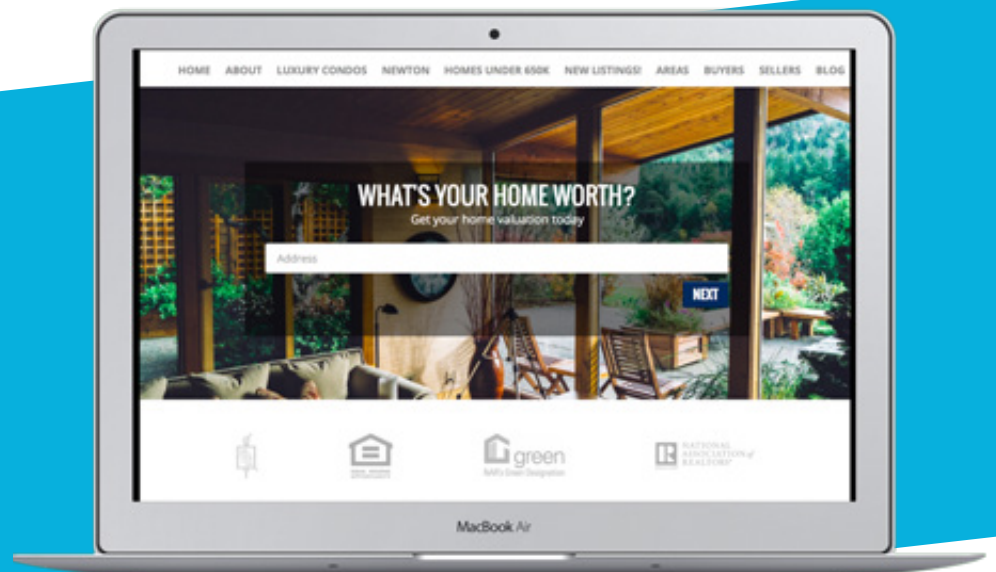 HOME ABOUT LUXURY CONDOS NEWTON HOMES UNDER 650K NEW LISTINGS! AREAS BUYERS SELLERS BLOG
WHAT'S YOUR HOME WORTH?
Get your home valuation today
Address
NEXT
green
NAR's Green Designation
NATIONAL
ASSOCIATION of
REALTORS®
MacBook Air